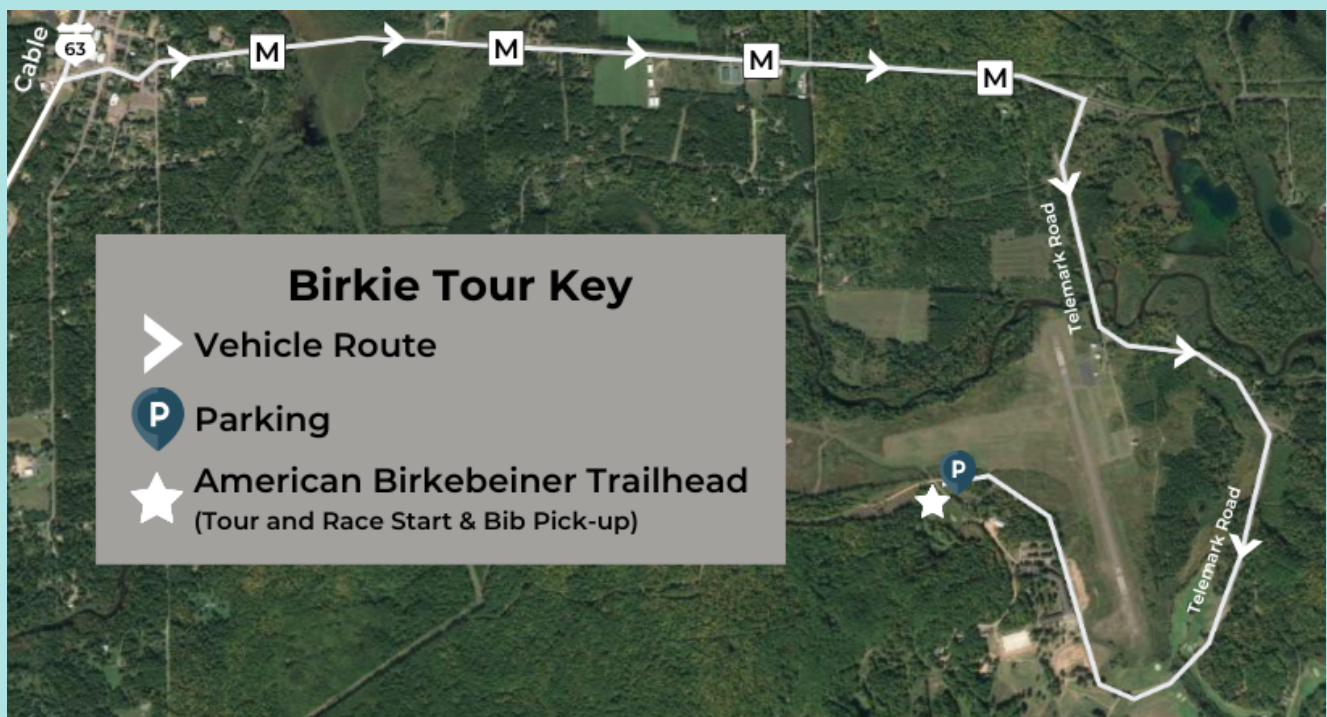 Cable
63
M
M
M
M
Telemark Road
Birkie Tour Key
Vehicle Route
P
Parking
American Birkebeiner Trailhead
(Tour and Race Start & Bib Pick-up)
P
Telemark Road